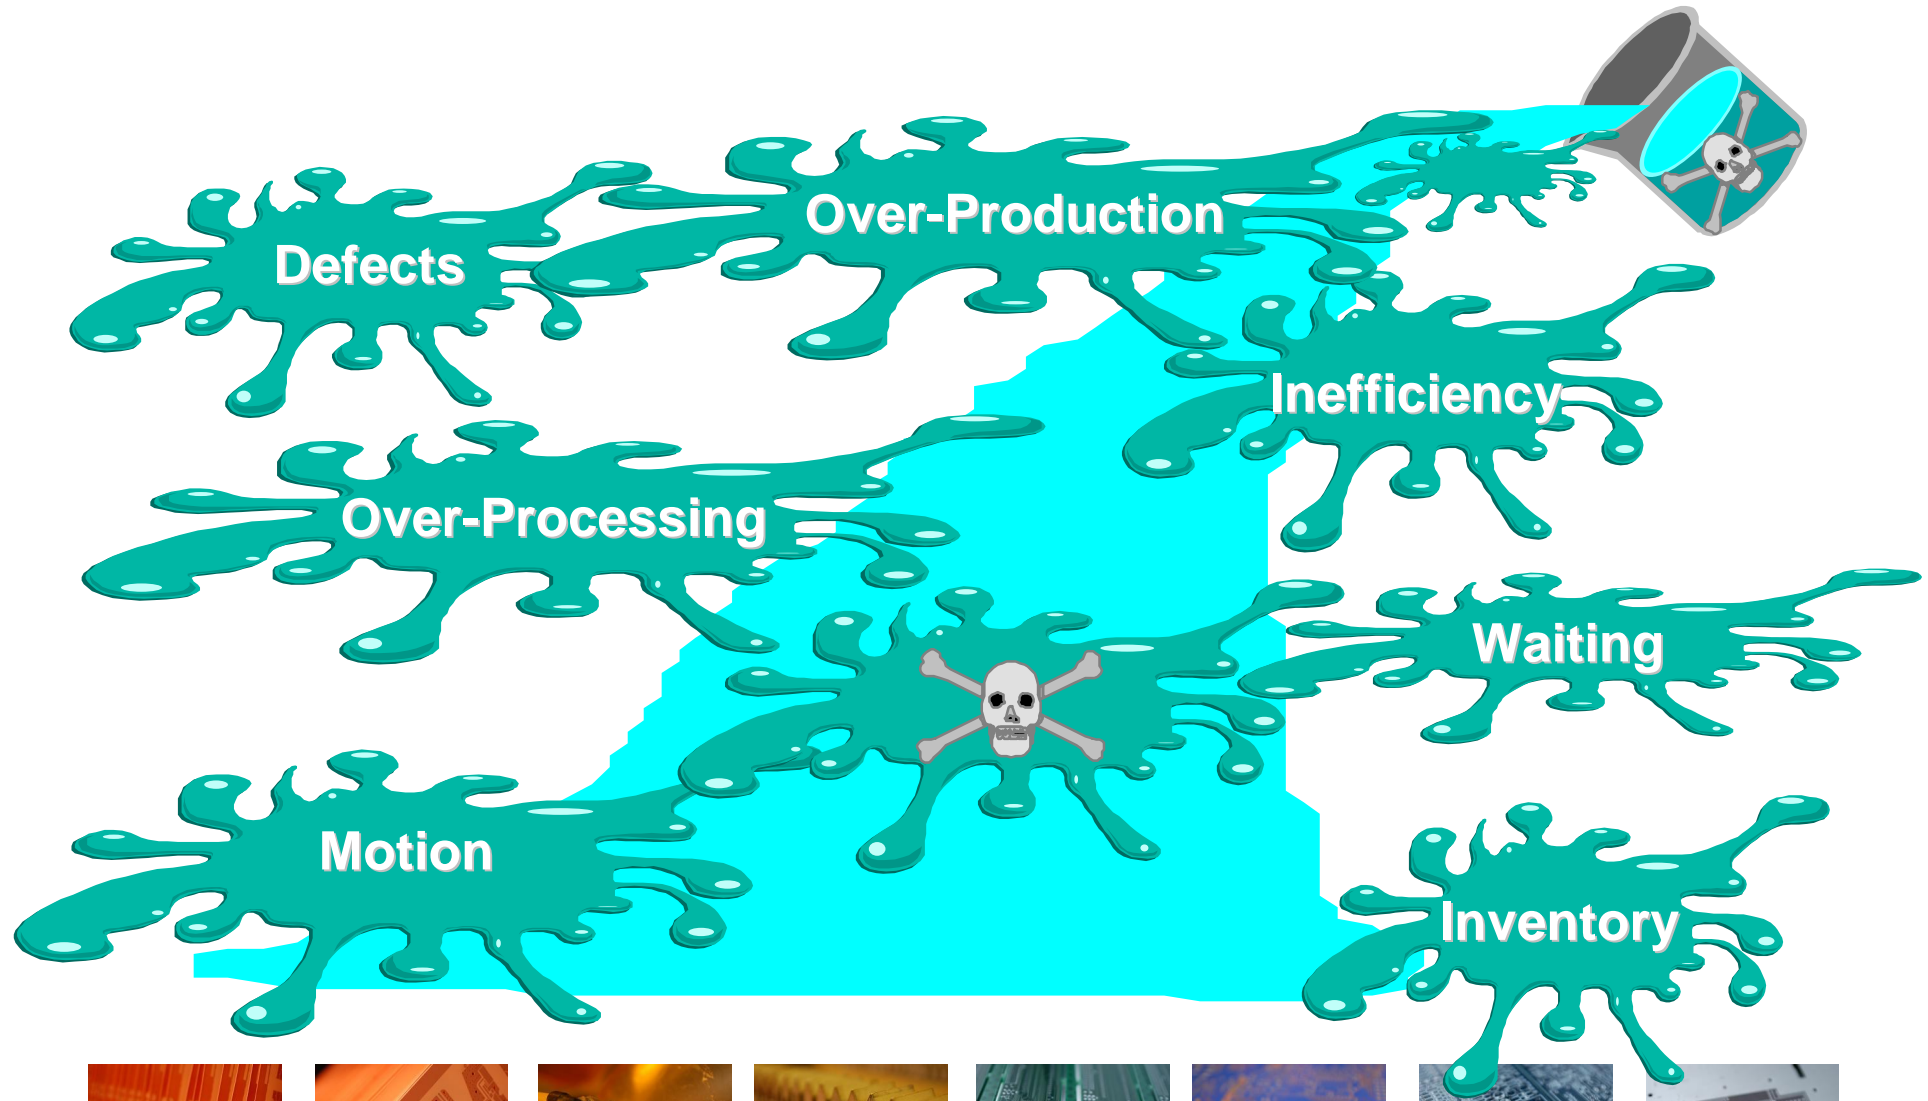 Over-Production
Defects
Inefficiency
Over-Processing
Waiting
Motion
Inventory